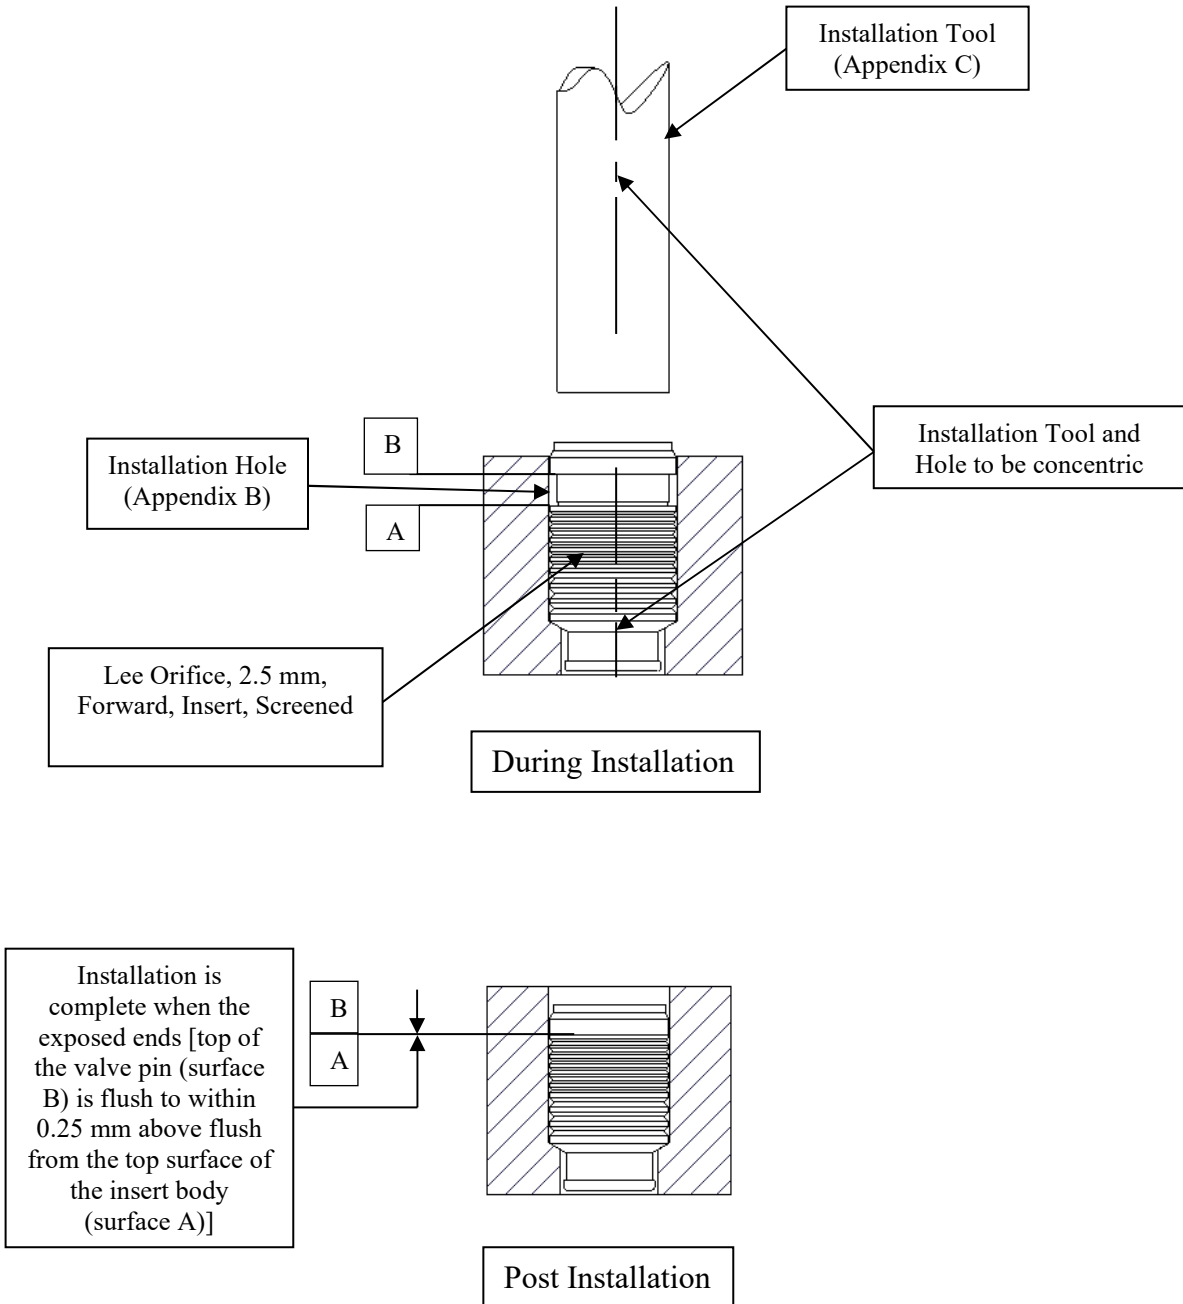 Installation Tool
(Appendix C)
B
Installation Hole
(Appendix B)
A
Installation Tool and
Hole to be concentric
Lee Orifice, 2.5 mm,
Forward, Insert, Screened
During Installation
Installation is
complete when the
exposed ends [top of
the valve pin (surface
B) is flush to within
0.25 mm above flush
from the top surface of
the insert body
(surface A)]
B
A
Post Installation